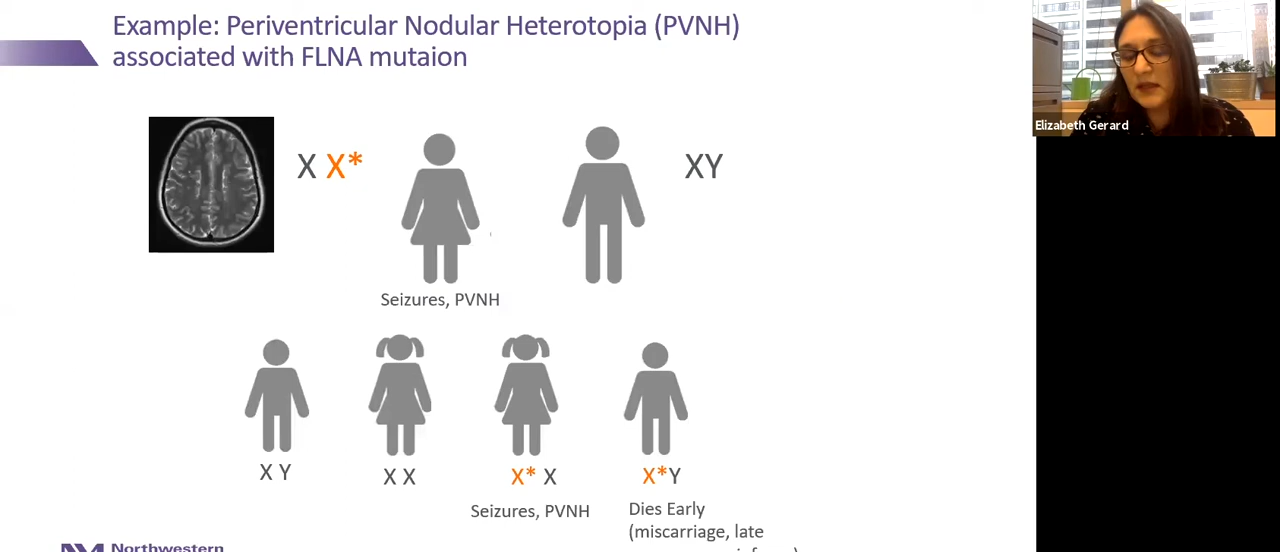 Example: Periventricular Nodular Heterotopia (PVNH)
associated with FLNA mutaion
Elizabeth Gerard
X X*
XY
Seizures, PVNH
X Y
X X
X* X
X*Y
Seizures, PVNH
Dies Early
(miscarriage, late
Northwestern